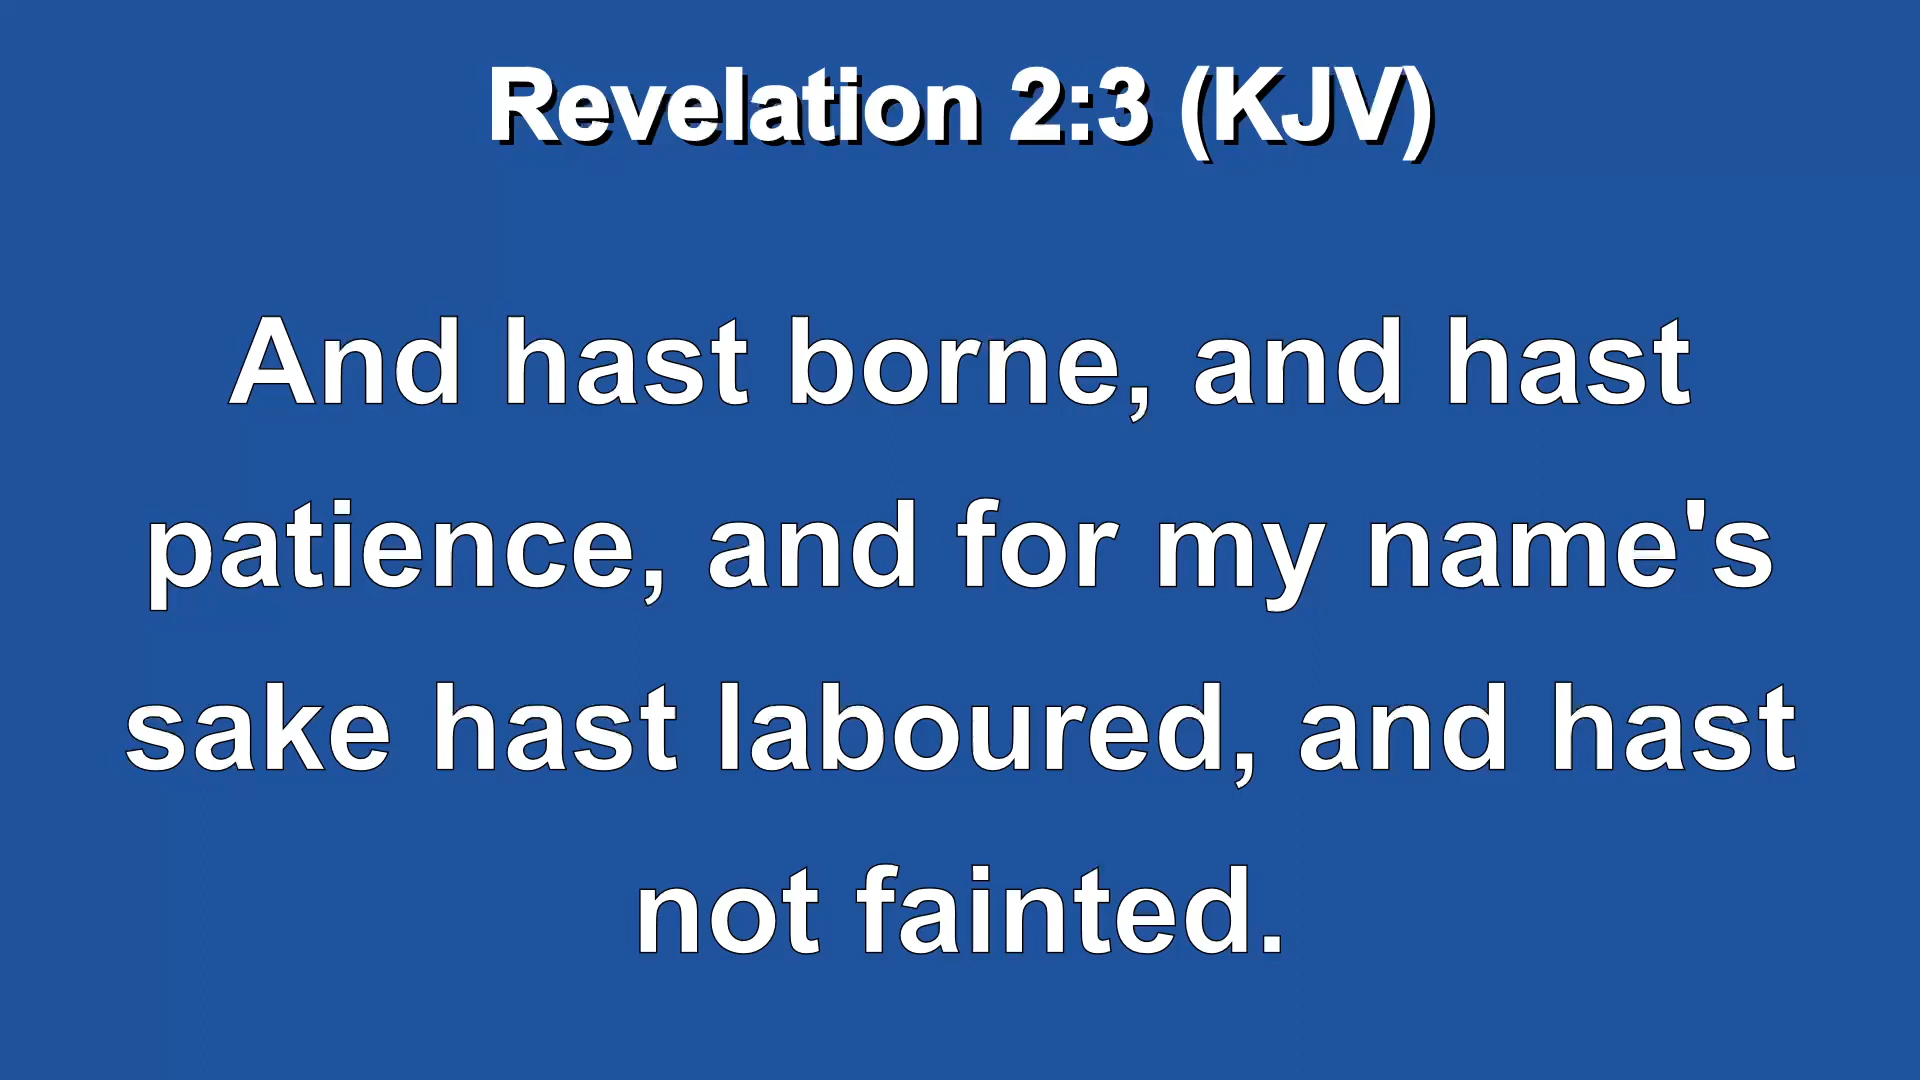 Revelation 2:3 (KJV)
And hast borne, and hast
patience, and for my name's
sake hast laboured, and hast
not fainted.